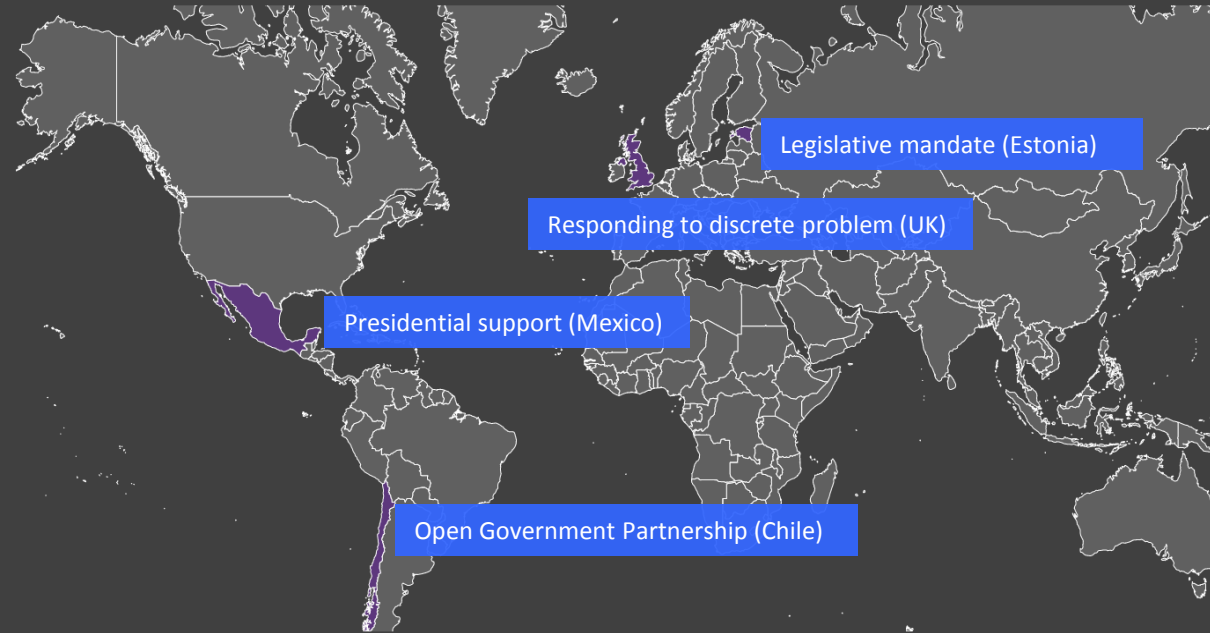 Legislative mandate (Estonia)
Responding to discrete problem (UK)
Presidential support (Mexico)
Open Government Partnership (Chile)